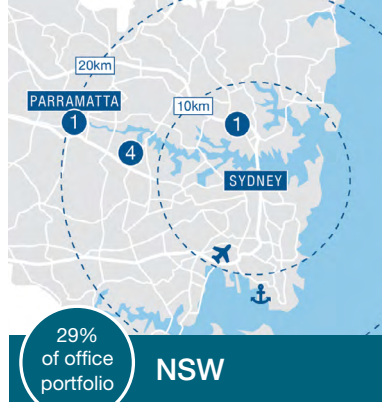 20km
PARRAMATTA
10km
1
1
4
SYDNEY
29%
of office
portfolio
NSW